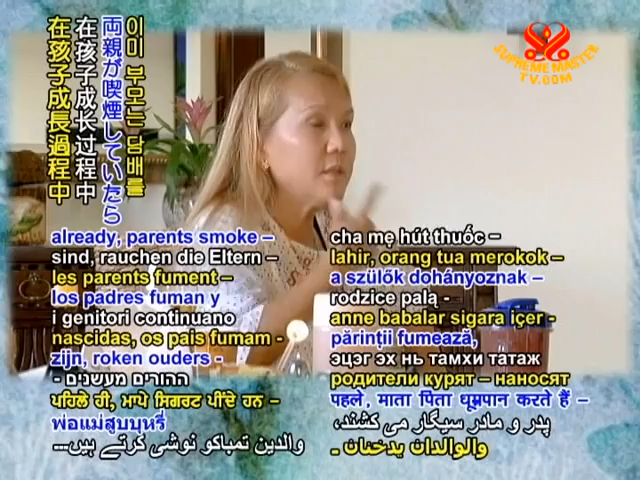 이미 부모는 담배를
両親が喫煙していたら
在孩子成长过程中
在孩子成長過程中
SUPREME MASTER
TV.COM
already, parents smoke –
sind, rauchen die Eltern –
les parents fument –
los padres fuman y
i genitori continuano
nascidas, os pais fumam -
zijn, roken ouders -
ההורים מעשנים -
ਪਹਿਲੇ ਹੀ, ਮਾਪੇ ਸਿਗਰਟ ਪੀਂਦੇ ਹਨ –
พ่อแม่สูบบุหรี่
والدین تمباکو نوشی کرتے ہیں...
cha mẹ hút thuốc –
lahir, orang tua merokok –
a szülők dohányoznak –
rodzice palą -
anne babalar sigara içer -
părinţii fumează,
эцэг эх нь тамхи татаж
родители курят – наносят
पहले, माता पिता धूम्रपान करते हैं –
پدر و مادر سیگار می کشند،
والوالدان يدخنان -